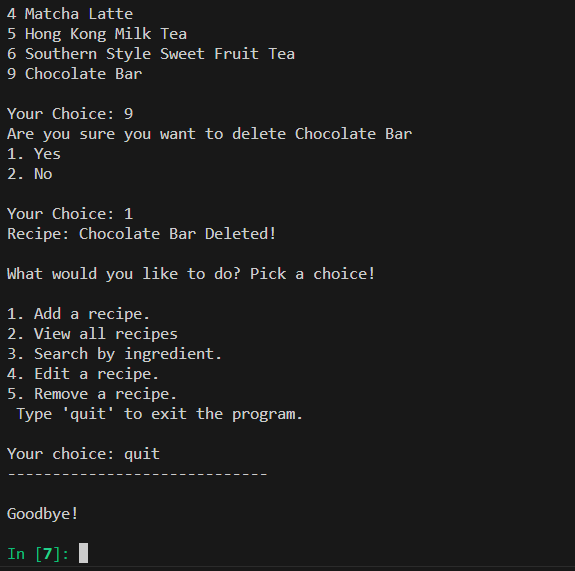 4 Matcha Latte
5 Hong Kong Milk Tea
6 Southern Style Sweet Fruit Tea
9 Chocolate Bar
Your Choice: 9
Are you sure you want to delete Chocolate Bar
1. Yes
2. No
Your Choice: 1
Recipe: Chocolate Bar Deleted!
What would you like to do? Pick a choice!
1. Add a recipe.
2. View all recipes
3. Search by ingredient.
4. Edit a recipe.
5. Remove a recipe.
 Type 'quit' to exit the program.
Your choice: quit
-----------------------------
Goodbye!
In [7]: